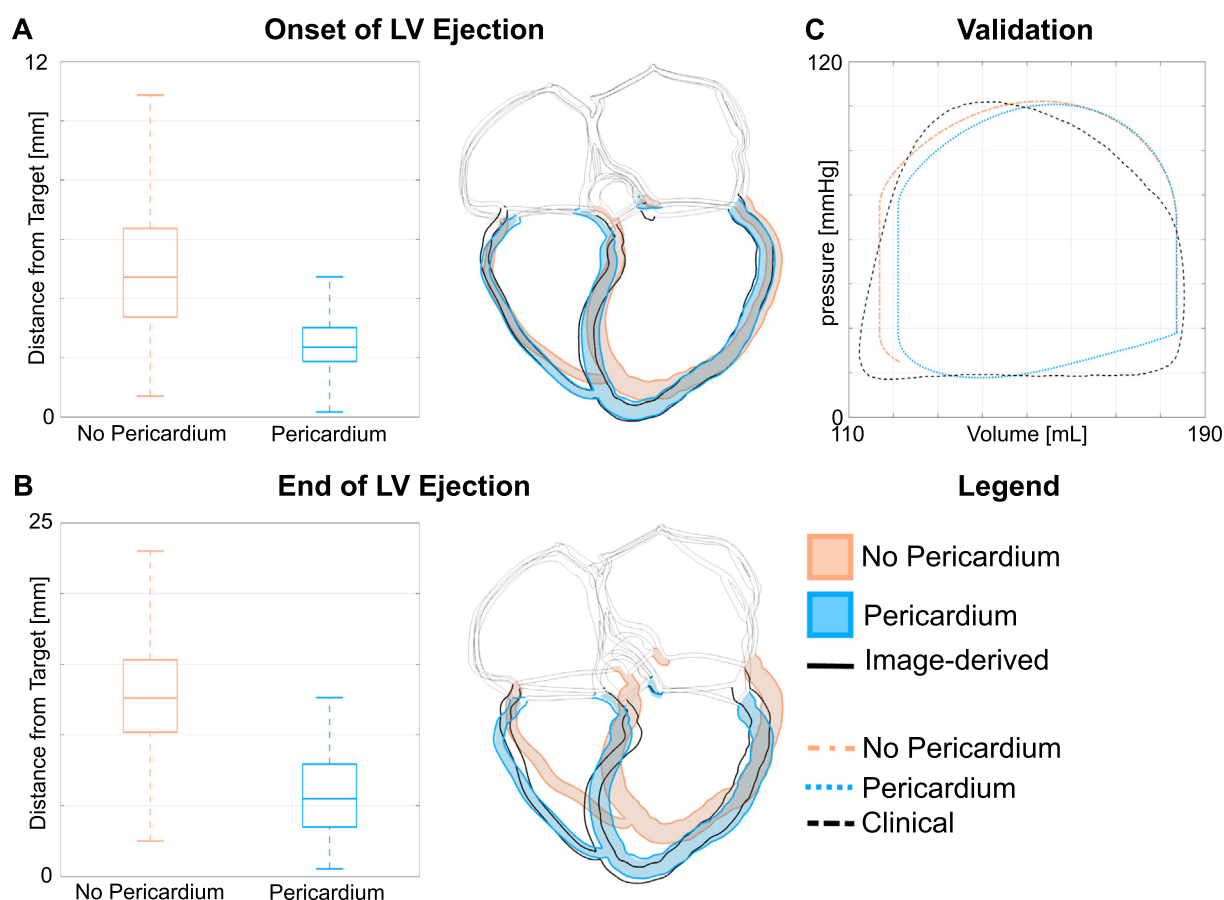 A
Onset of LV Ejection
12
Distance from Target [mm]
0
No Pericardium
Pericardium
C
Validation
120
pressure [mmHg]
0
110
Volume [mL]
190
B
End of LV Ejection
25
Distance from Target [mm]
0
No Pericardium
Pericardium
Legend
No Pericardium
Pericardium
Image-derived
No Pericardium
Pericardium
Clinical